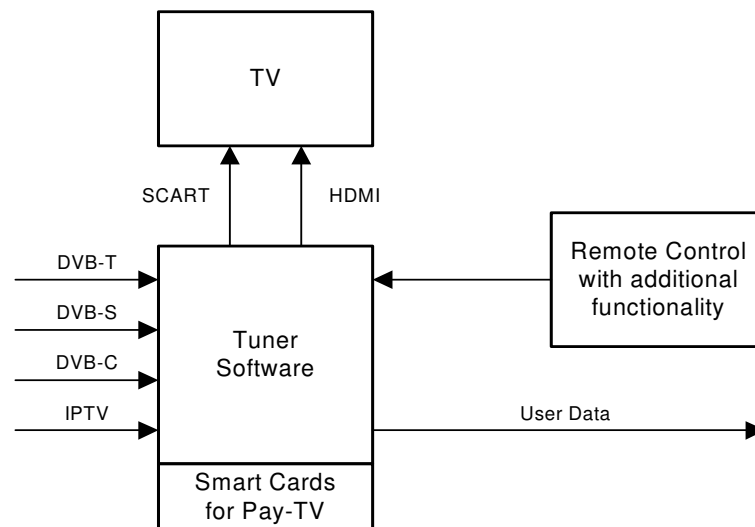 TV
SCART
HDMI
DVB-T
DVB-S
DVB-C
IPTV
Tuner
Software
Remote Control
with additional
functionality
User Data
Smart Cards
for Pay-TV